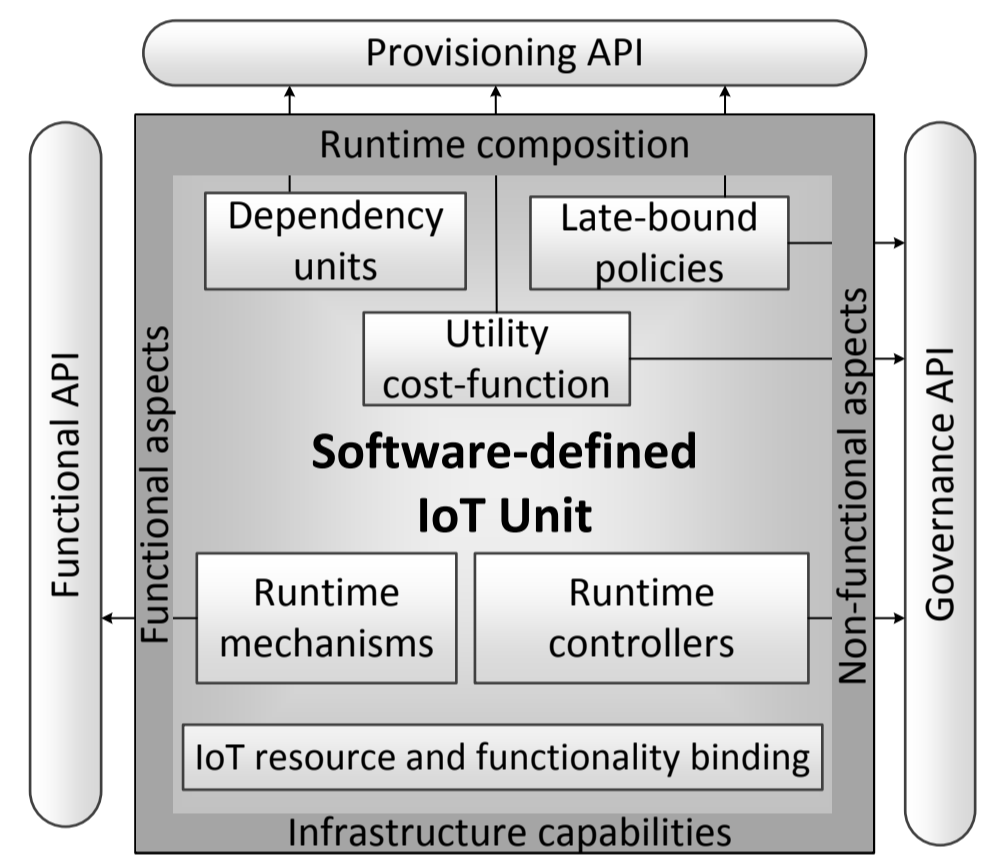 Provisioning API
Runtime composition
Dependency
units
Late-bound
policies
Utility
cost-function
Functional API
Functional aspects
Software-defined
IoT Unit
Non-functional aspects
Governance API
Runtime
mechanisms
Runtime
controllers
IoT resource and functionality binding
Infrastructure capabilities